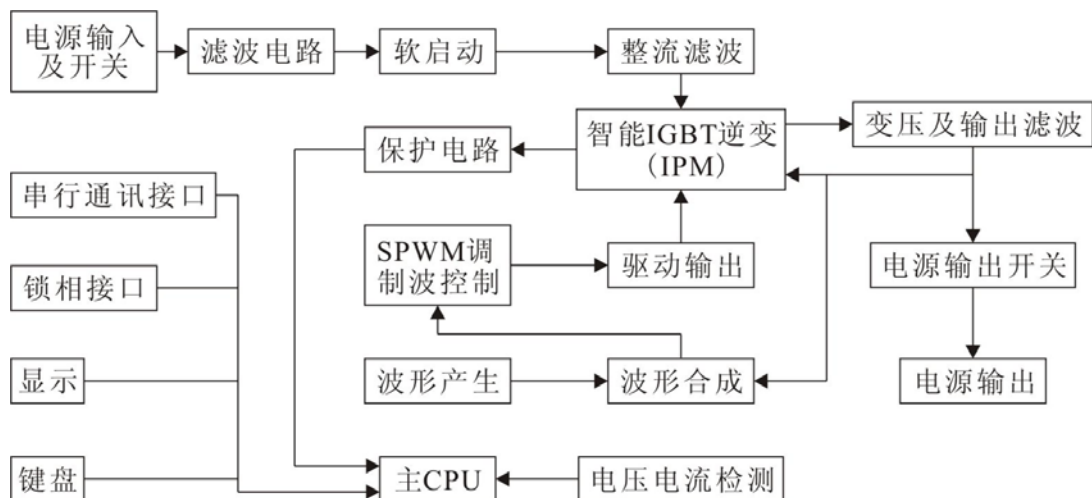 电源输入
及开关
滤波电路
软启动
整流滤波
智能IGBT逆变
（IPM）
变压及输出滤波
保护电路
串行通讯接口
SPWM调
制波控制
驱动输出
电源输出开关
锁相接口
显示
波形产生
波形合成
电源输出
键盘
主CPU
电压电流检测